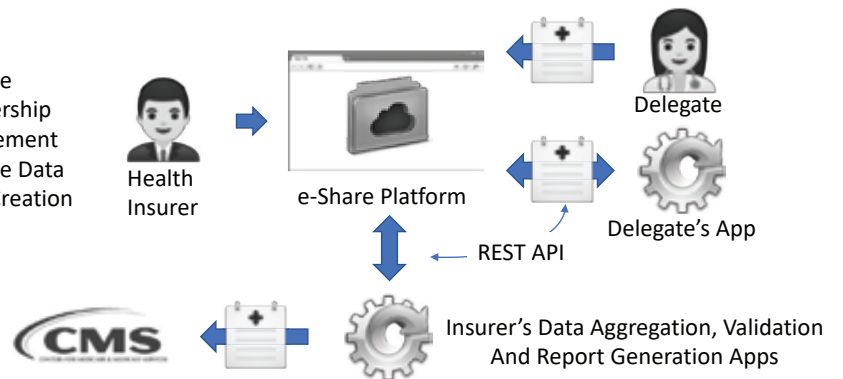 Delegate
ership
ement
e Data
Creation
Health
Insurer
e-Share Platform
Delegate's App
REST API
CMS
Insurer's Data Aggregation, Validation
And Report Generation Apps